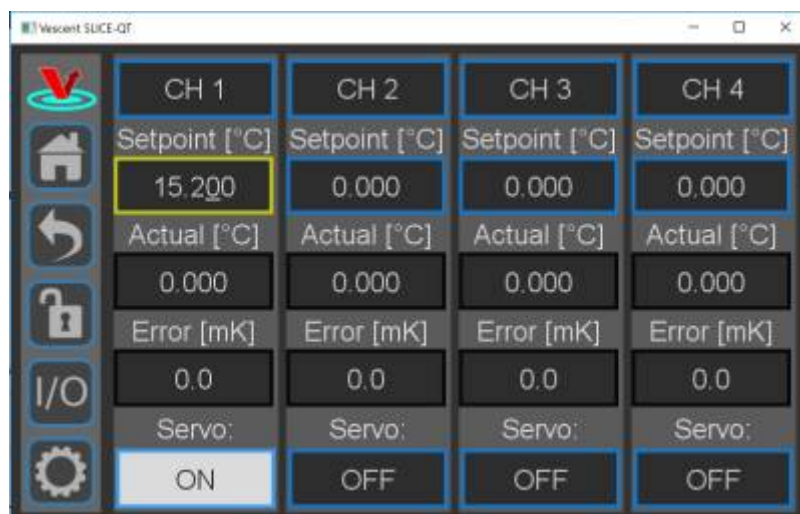 Vescent SLICE-QT
CH 1 CH 2 CH 3 CH 4
Setpoint [°C] Setpoint [°C] Setpoint [°C] Setpoint [°C]
15.200 0.000 0.000 0.000
Actual [°C] Actual [°C] Actual [°C] Actual [°C]
0.000 0.000 0.000 0.000
Error [mK] Error [mK] Error [mK] Error [mK]
I/O 0.0 0.0 0.0 0.0
Servo: Servo: Servo: Servo:
ON OFF OFF OFF